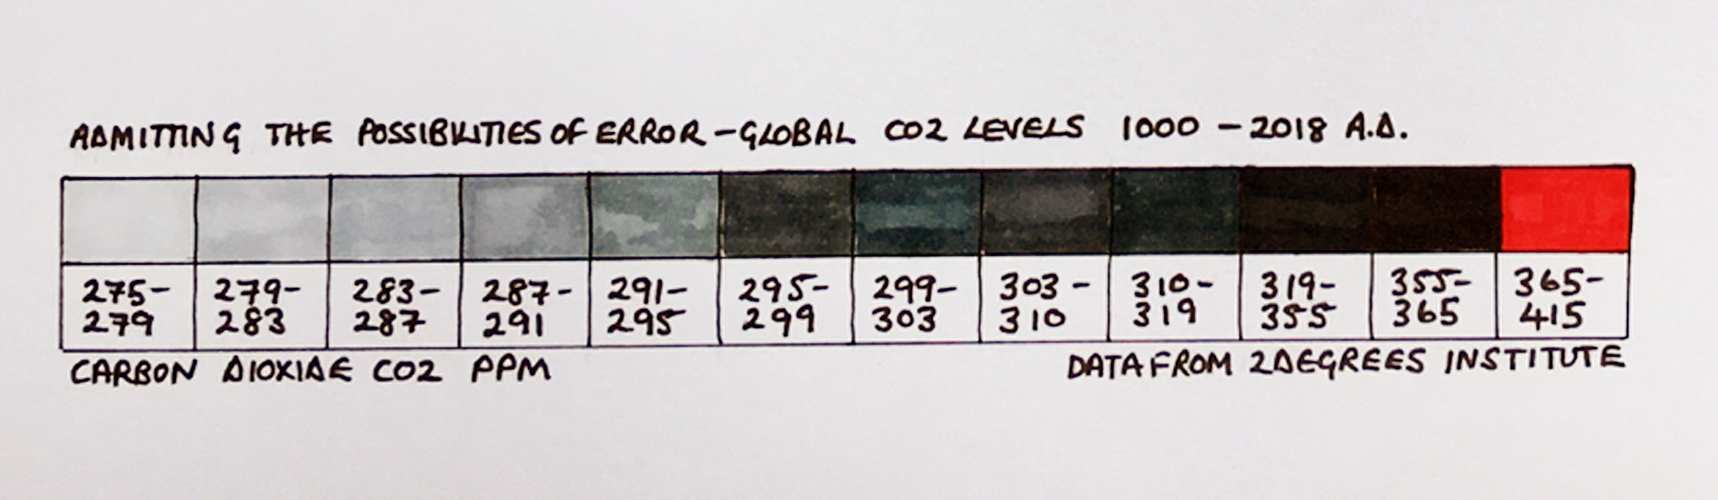 ADMITTING THE POSSIBILITIES OF ERROR - GLOBAL CO2 LEVELS 1000 - 2018 A.D.
275- 279- 283- 287- 291- 295- 299- 303- 310- 319- 355- 365-
279 283 287 291 295 299 303 310 319 355 365 415
CARBON DIOXIDE CO2 PPM DATA FROM 2DEGREES INSTITUTE